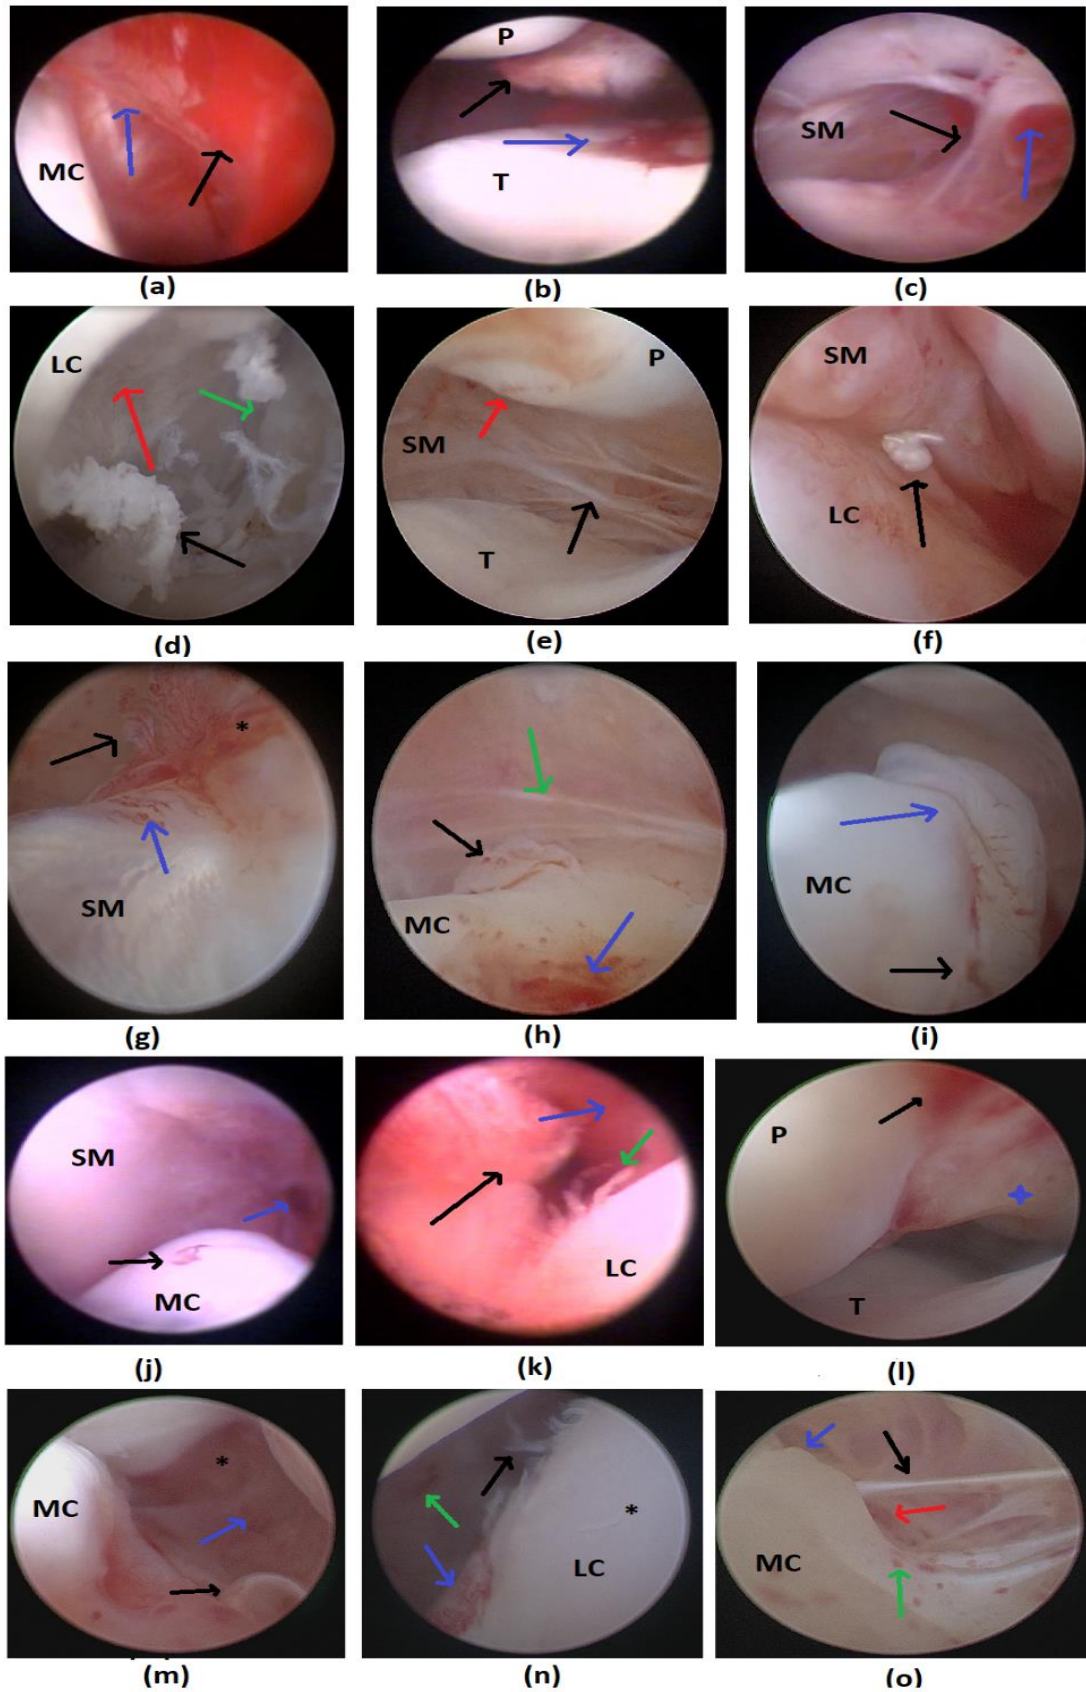 MC
(a)
P
T
(b)
SM
(c)
LC
(d)
P
SM
T
(e)
SM
LC
(f)
*
SM
(g)
MC
(h)
MC
(i)
SM
MC
(j)
LC
(k)
P
T
(l)
MC
*
(m)
*
LC
(n)
MC
(o)